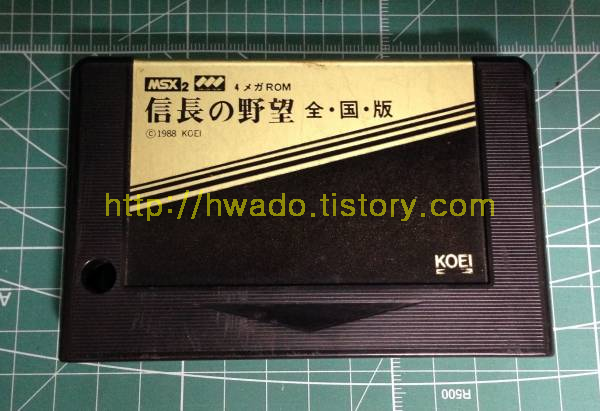 MSX2 4メガROM
信長の野望 全・国・版
©1988 KOEI
http://hwado.tistory.com
KOEI
R500